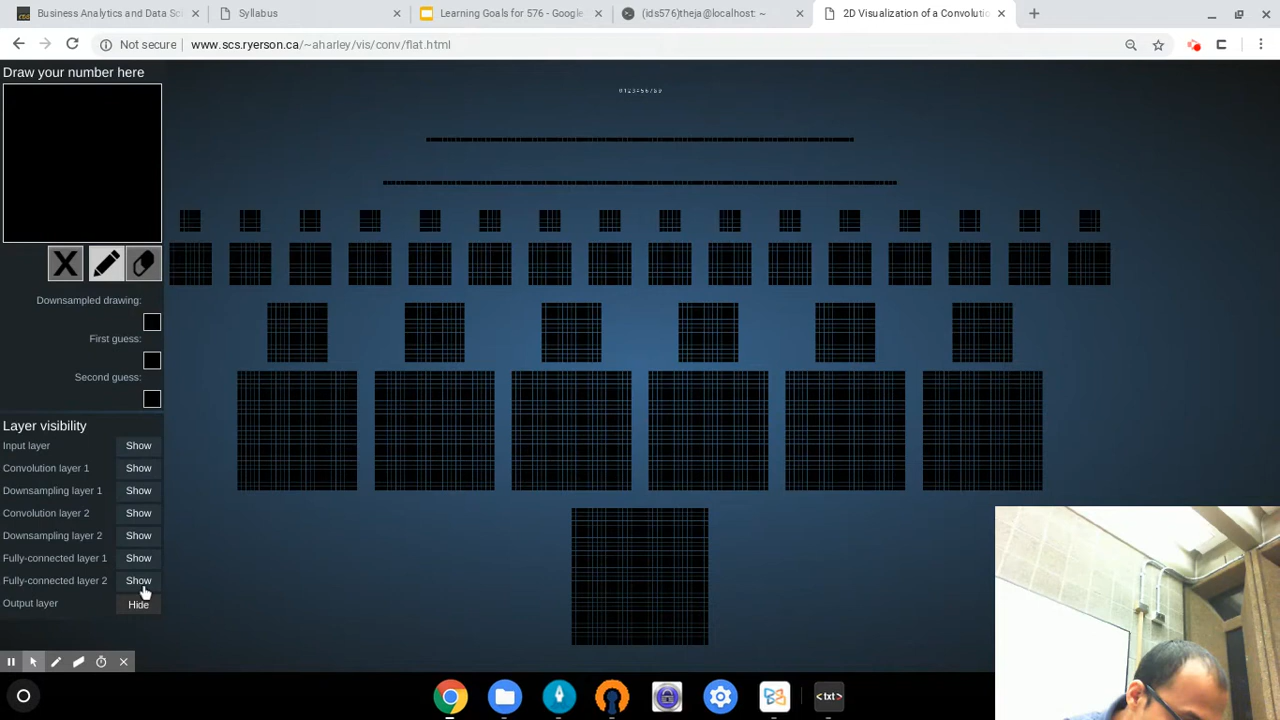 Business Analytics and Data Sc
Syllabus
Learning Goals for 576 - Google
(ids576)theja@localhost: ~
2D Visualization of a Convolutio
Not secure
www.scs.ryerson.ca/~aharley/vis/conv/flat.html
Draw your number here
0123456789
X
Downsampled drawing:
First guess:
Second guess:
Layer visibility
Input layer Show
Convolution layer 1 Show
Downsampling layer 1 Show
Convolution layer 2 Show
Downsampling layer 2 Show
Fully-connected layer 1 Show
Fully-connected layer 2 Show
Output layer Hide
<txt>